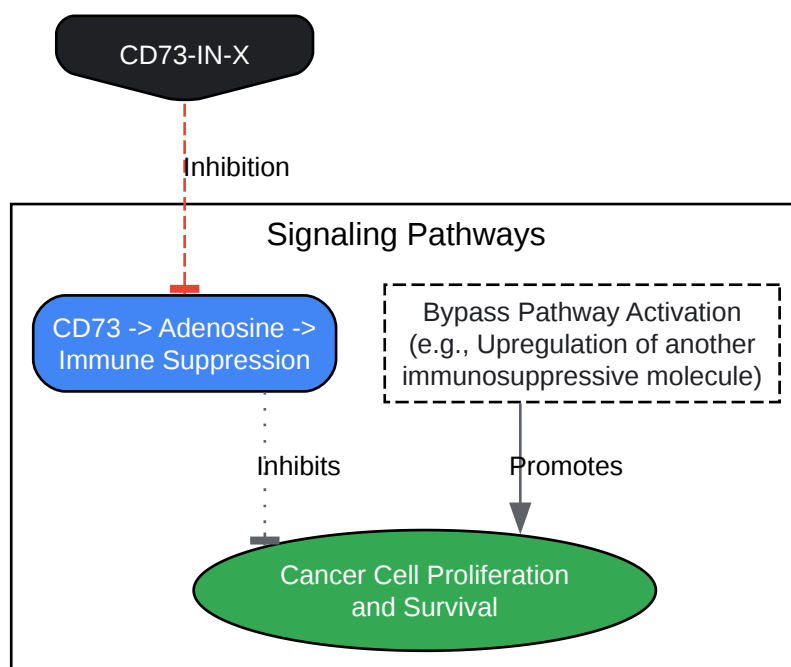 CD73-IN-X
Inhibition
Signaling Pathways
CD73 -> Adenosine ->
Immune Suppression
Bypass Pathway Activation
(e.g., Upregulation of another
immunosuppressive molecule)
Inhibits
Promotes
Cancer Cell Proliferation
and Survival